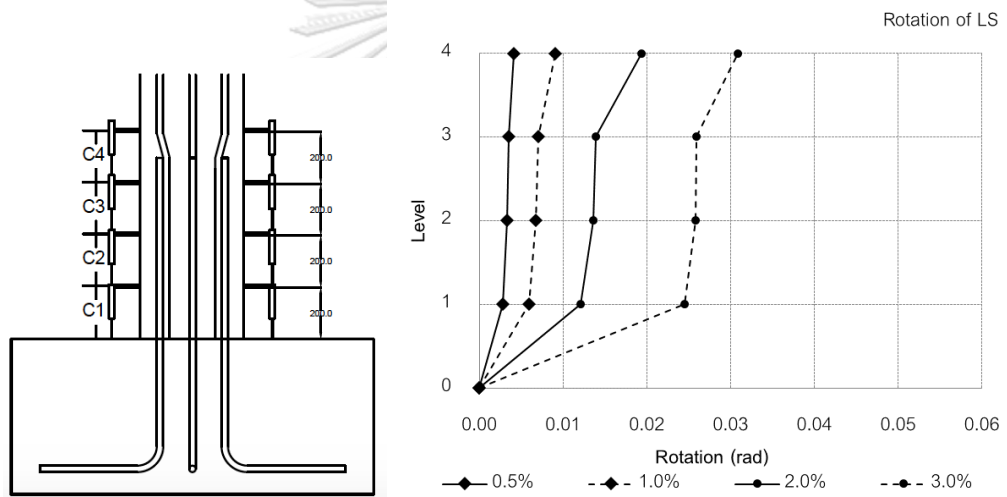 C4
C3
C2
C1
200.0
200.0
200.0
200.0
Rotation of LS
Level
4
3
2
1
0
0.00 0.01 0.02 0.03 0.04 0.05 0.06
Rotation (rad)
0.5% 1.0% 2.0% 3.0%